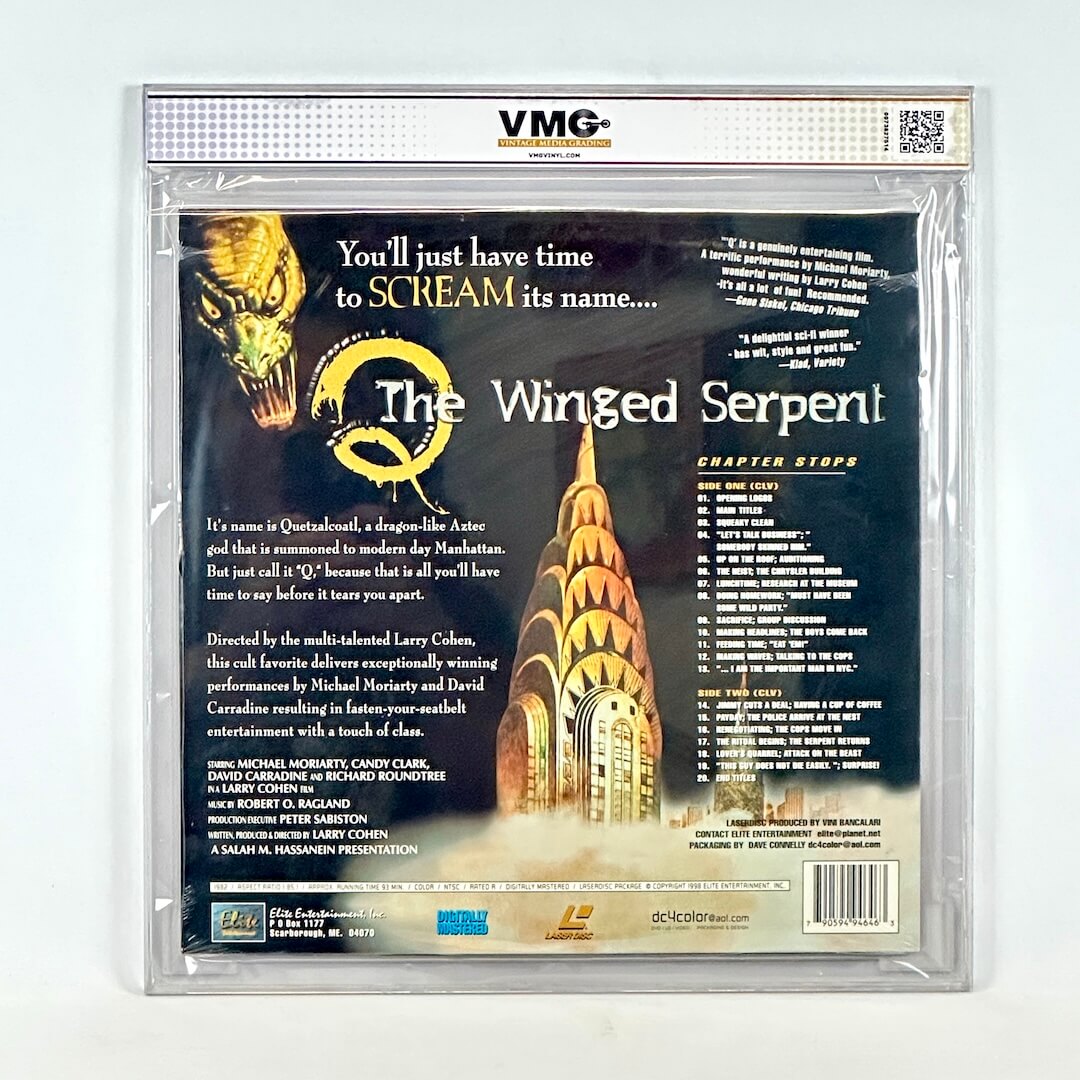 VMG
VINTAGE MEDIA GRADING
VMGVINYL.COM
You'll just have time
to SCREAM its name....
"'Q' is a genuinely entertaining film.
A terrific performance by Michael Moriarty,
wonderful writing by Larry Cohen
-It's all a lot of fun! Recommended.
—Gene Siskel, Chicago Tribune
"A delightful sci-fi winner
- has wit, style and great fun."
—Klad, Variety
Q The Winged Serpent
It's name is Quetzalcoatl, a dragon-like Aztec
god that is summoned to modern day Manhattan.
But just call it "Q," because that is all you'll have
time to say before it tears you apart.
Directed by the multi-talented Larry Cohen,
this cult favorite delivers exceptionally winning
performances by Michael Moriarty and David
Carradine resulting in fasten-your-seatbelt
entertainment with a touch of class.
STARRING MICHAEL MORIARTY, CANDY CLARK,
DAVID CARRADINE AND RICHARD ROUNDTREE
IN A LARRY COHEN FILM
MUSIC BY ROBERT O. RAGLAND
PRODUCTION EXECUTIVE PETER SABISTON
WRITTEN, PRODUCED & DIRECTED BY LARRY COHEN
A SALAH M. HASSANEIN PRESENTATION
CHAPTER STOPS
SIDE ONE (CLV)
01. OPENING LOGOS
02. MAIN TITLES
03. SQUEAKY CLEAN
04. "LET'S TALK BUSINESS"; "
SOMEBODY SKINNED HIM."
05. UP ON THE ROOF; AUDITIONING
06. THE HEIST; THE CHRYSLER BUILDING
07. LUNCHTIME; RESEARCH AT THE MUSEUM
08. DOING HOMEWORK; "MUST HAVE BEEN
SOME WILD PARTY."
09. SACRIFICE; GROUP DISCUSSION
10. MAKING HEADLINES; THE BOYS COME BACK
11. FEEDING TIME; "EAT 'EM!"
12. MAKING WAVES; TALKING TO THE COPS
13. "... I AM THE IMPORTANT MAN IN NYC."
SIDE TWO (CLV)
14. JIMMY CUTS A DEAL; HAVING A CUP OF COFFEE
15. PAYDAY; THE POLICE ARRIVE AT THE NEST
16. RENEGOTIATING; THE COPS MOVE IN
17. THE RITUAL BEGINS; THE SERPENT RETURNS
18. LOVER'S QUARREL; ATTACK ON THE BEAST
19. "THIS GUY DOES NOT DIE EASILY. "; SURPRISE!
20. END TITLES
LASERDISC PRODUCED BY VINI BANCALARI
CONTACT ELITE ENTERTAINMENT elite@planet.net
PACKAGING BY DAVE CONNELLY dc4color@aol.com
1982 / ASPECT RATIO 1.85:1 / APPROX. RUNNING TIME 93 MIN. / COLOR / NTSC / RATED R / DIGITALLY MASTERED / LASERDISC PACKAGE © COPYRIGHT 1998 ELITE ENTERTAINMENT, INC.
Elite
Entertainment
Elite Entertainment, Inc.
P O Box 1177
Scarborough, ME. 04070
DIGITALLY
MASTERED
LASERDISC
dc4color@aol.com
PACKAGING & DESIGN
7 90594 94646 3